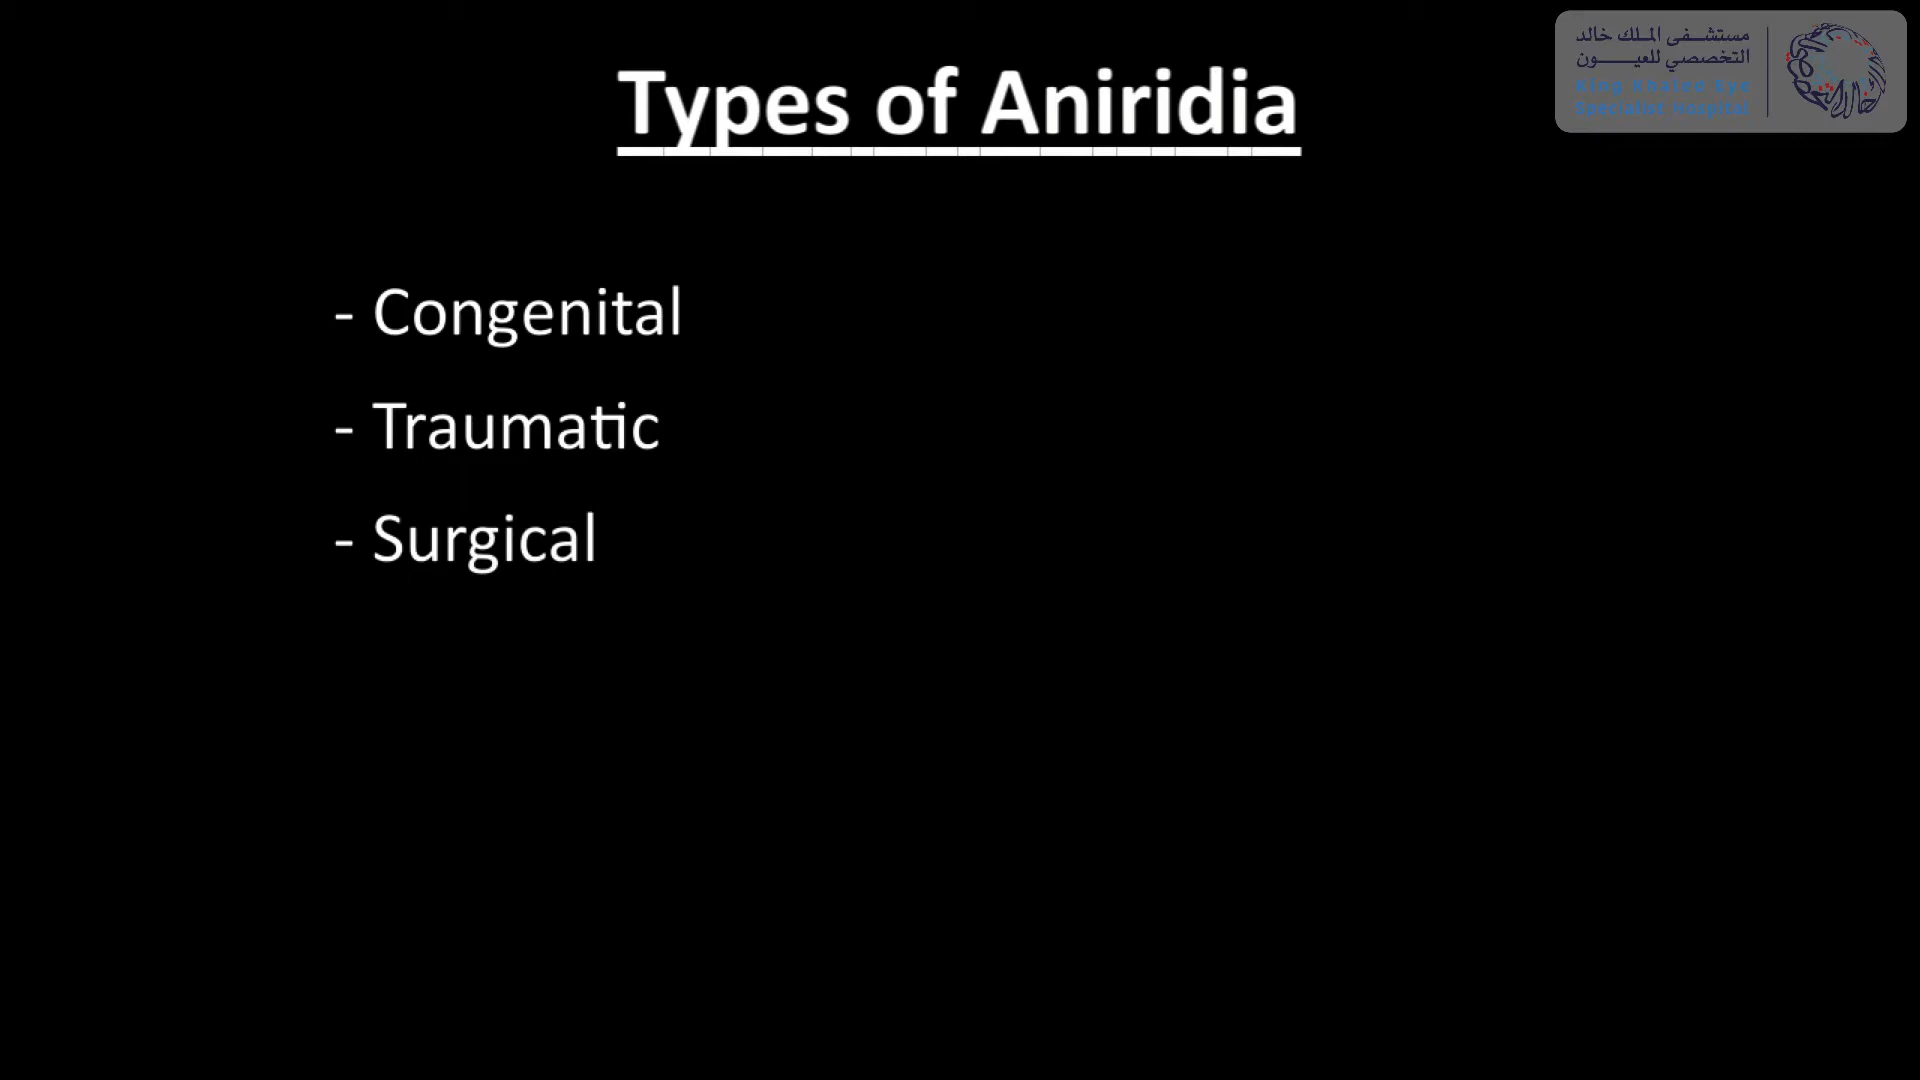 Types of Aniridia
مستشفى الملك خالد
التخصصي للعيون
King Khaled Eye
Specialist Hospital
- Congenital
- Traumatic
- Surgical